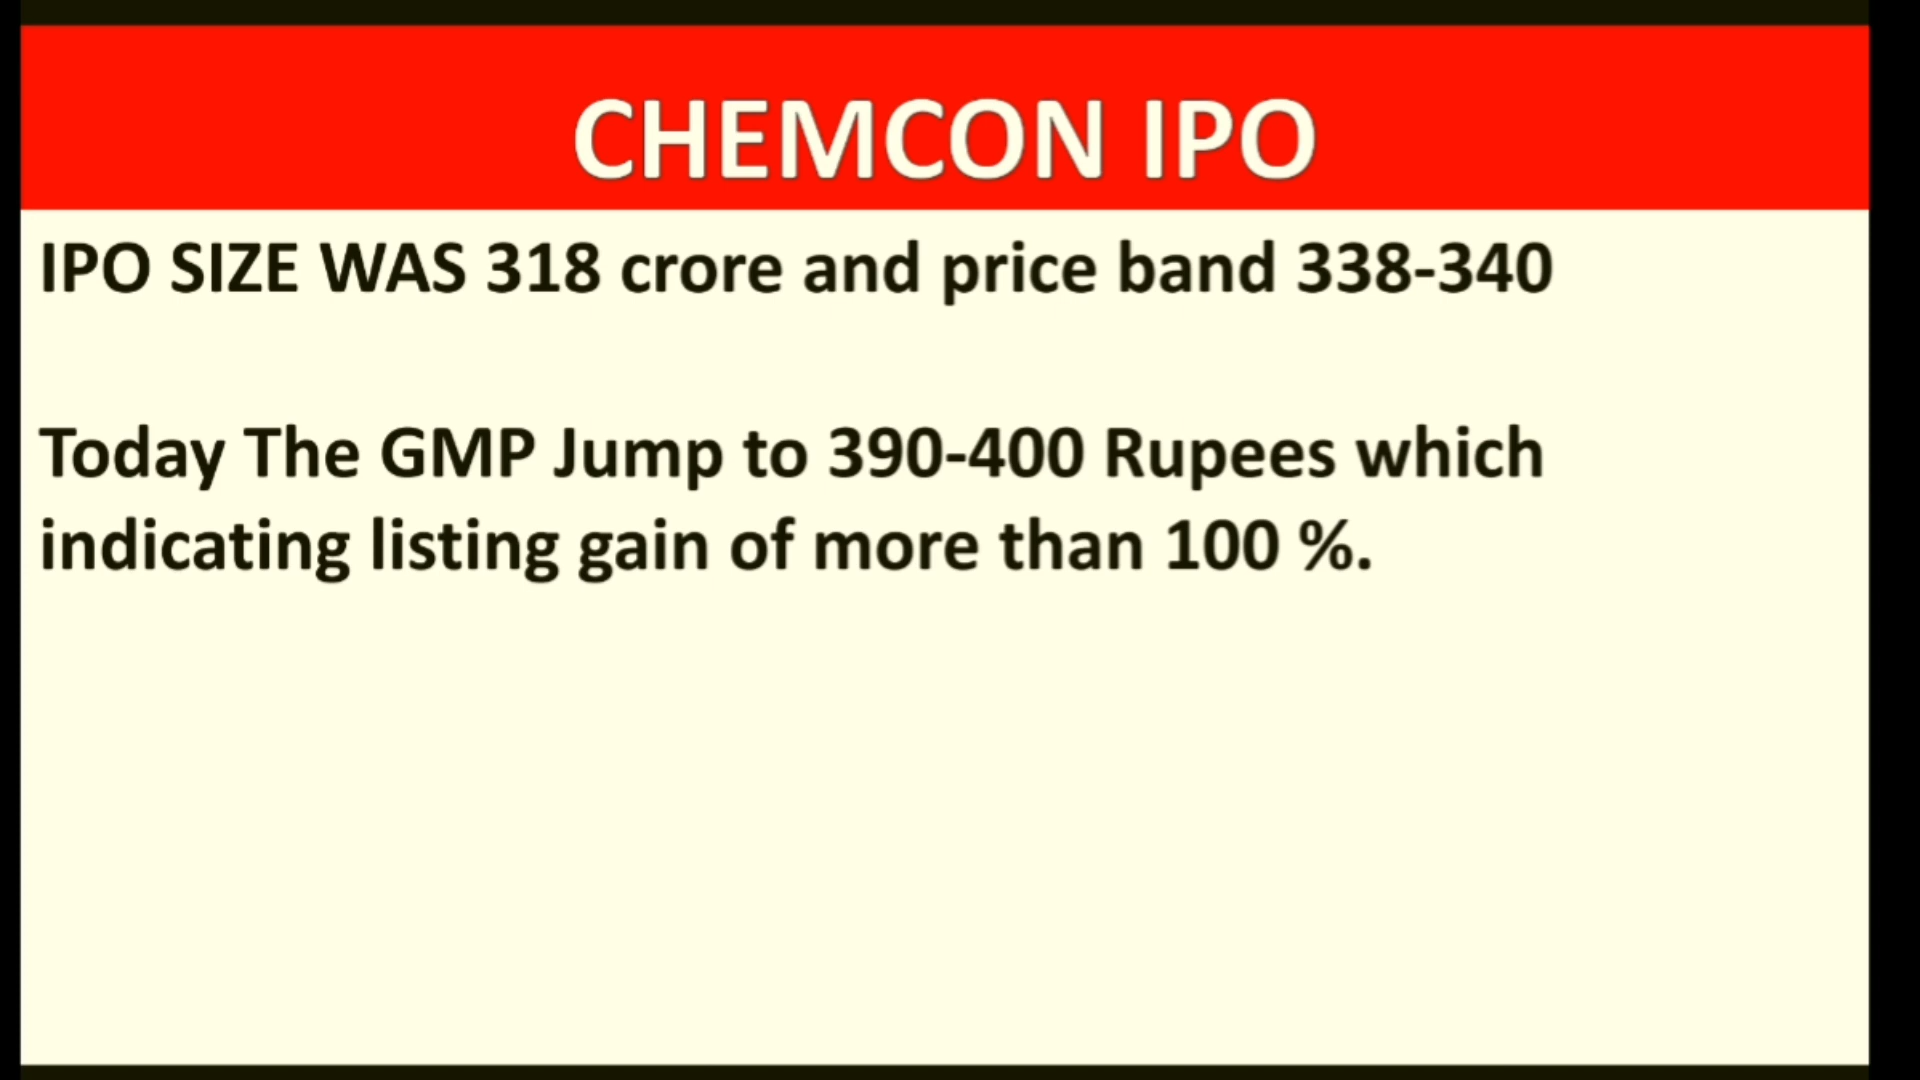 CHEMCON IPO
IPO SIZE WAS 318 crore and price band 338-340
Today The GMP Jump to 390-400 Rupees which
indicating listing gain of more than 100 %.